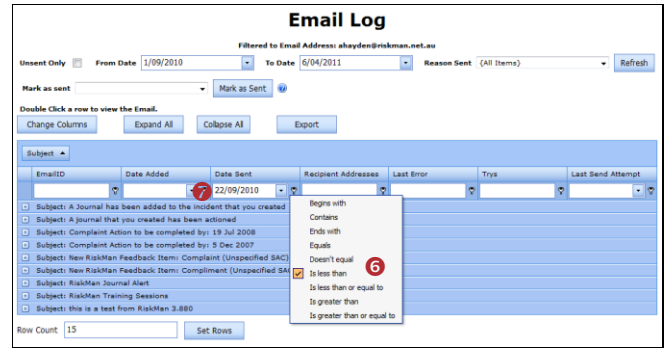 Email Log
Filtered to Email Address: ahayden@riskman.net.au
Unsent Only From Date 1/09/2010 To Date 6/04/2011 Reason Sent {All Items} Refresh
Mark as sent Mark as Sent
Double Click a row to view the Email.
Change Columns Expand All Collapse All Export
Subject
EmailID Date Added Date Sent Recipient Addresses Last Error Trys Last Send Attempt
7 22/09/2010
Subject: A Journal has been added to the incident that you created
Subject: A journal that you created has been actioned
Subject: Complaint Action to be completed by: 19 Jul 2008
Subject: Complaint Action to be completed by: 5 Dec 2007
Subject: New RiskMan Feedback Item: Complaint (Unspecified SAC)
Subject: New RiskMan Feedback Item: Compliment (Unspecified SAC
Subject: RiskMan Journal Alert
Subject: RiskMan Training Sessions
Subject: this is a test from RiskMan 3.880
Begins with
Contains
Ends with
Equals
Doesn't equal
Is less than
6
Is less than or equal to
Is greater than
Is greater than or equal to
Row Count 15 Set Rows